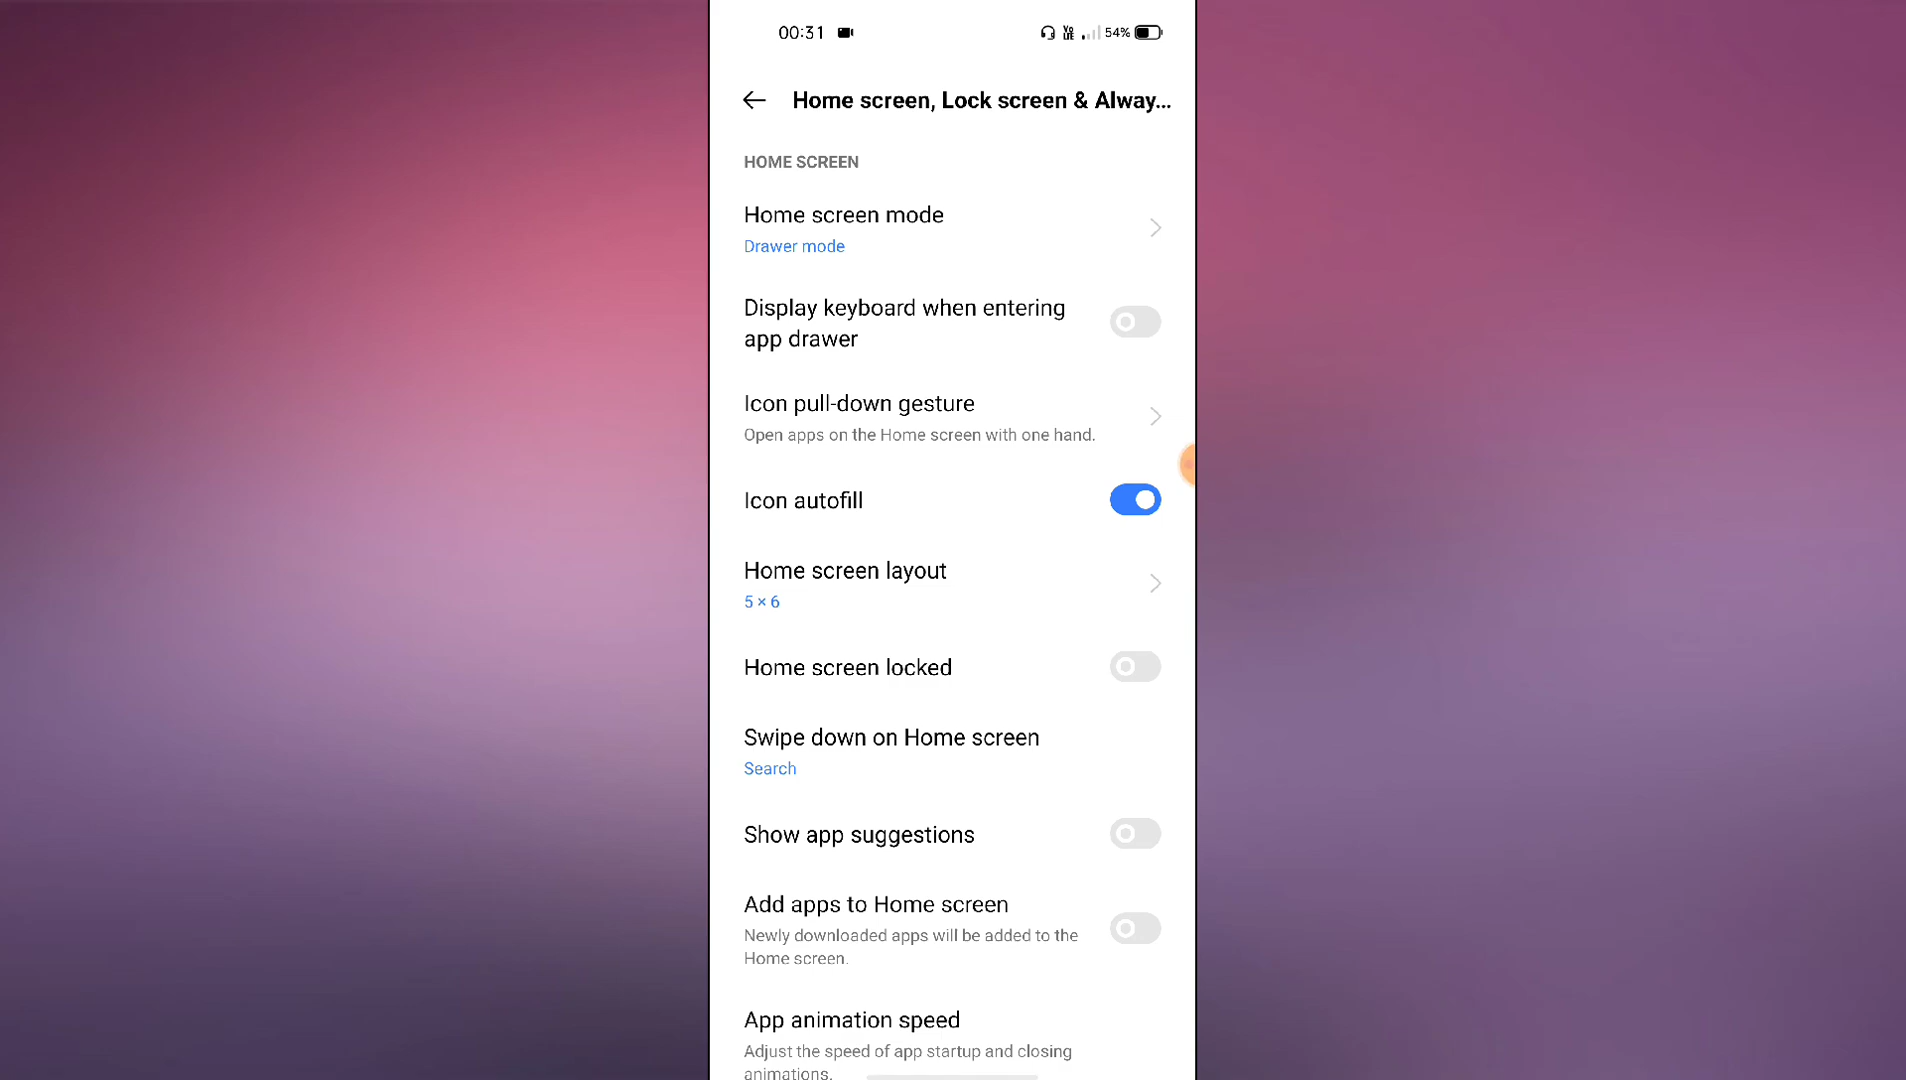 00:31
Vo LTE 54%
Home screen, Lock screen & Alway...
HOME SCREEN
Home screen mode
Drawer mode
Display keyboard when entering
app drawer
Icon pull-down gesture
Open apps on the Home screen with one hand.
Icon autofill
Home screen layout
5 × 6
Home screen locked
Swipe down on Home screen
Search
Show app suggestions
Add apps to Home screen
Newly downloaded apps will be added to the
Home screen.
App animation speed
Adjust the speed of app startup and closing
animations.